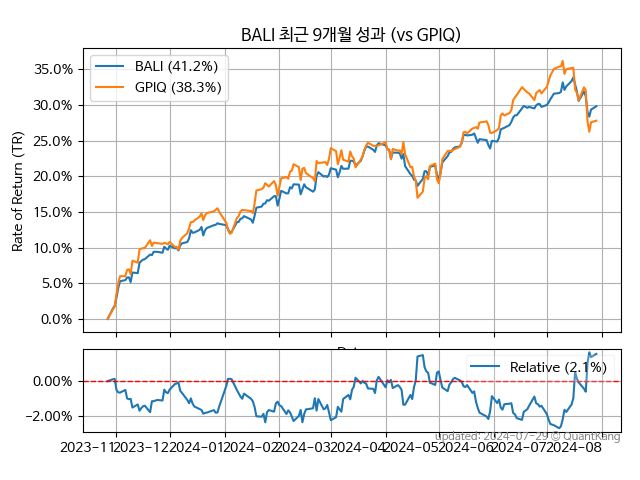 BALI 최근 9개월 성과 (vs GPIQ)
BALI (41.2%)
GPIQ (38.3%)
35.0%
30.0%
25.0%
20.0%
15.0%
10.0%
5.0%
0.0%
Rate of Return (TR)
Relative (2.1%)
0.00%
−2.00%
updated: 2024-07-29 © QuantKang
2023-11 2023-12 2024-01 2024-02 2024-03 2024-04 2024-05 2024-06 2024-07 2024-08